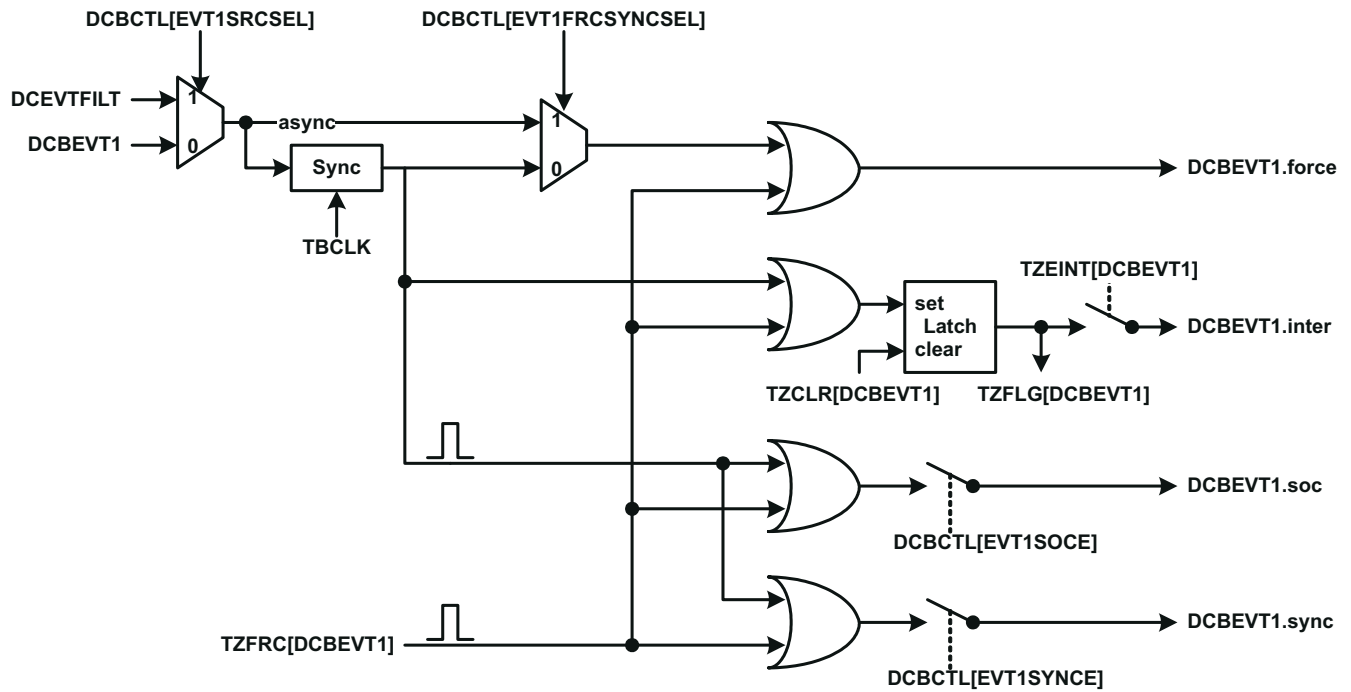 DCBCTL[EVT1SRCSEL]
DCBCTL[EVT1FRCSYNCSEL]
DCEVTFILT
1
async
1
DCBEVT1
0
Sync
0
DCBEVT1.force
TBCLK
TZEINT[DCBEVT1]
set
Latch
clear
DCBEVT1.inter
TZCLR[DCBEVT1]
TZFLG[DCBEVT1]
DCBEVT1.soc
DCBCTL[EVT1SOCE]
DCBEVT1.sync
TZFRC[DCBEVT1]
DCBCTL[EVT1SYNCE]